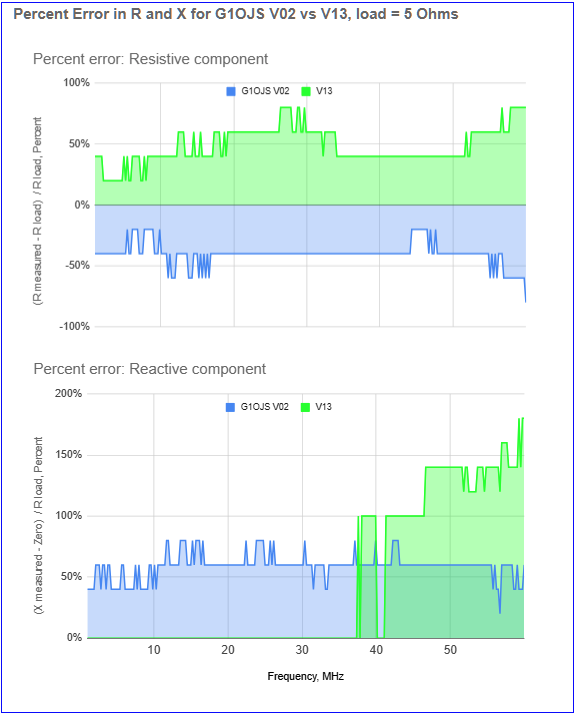 Percent Error in R and X for G1OJS V02 vs V13, load = 5 Ohms
Percent error: Resistive component
G1OJS V02 V13
(R measured - R load) / R load, Percent
100%
50%
0%
-50%
-100%
Percent error: Reactive component
G1OJS V02 V13
(X measured - Zero) / R load, Percent
200%
150%
100%
50%
0%
10 20 30 40 50
Frequency, MHz